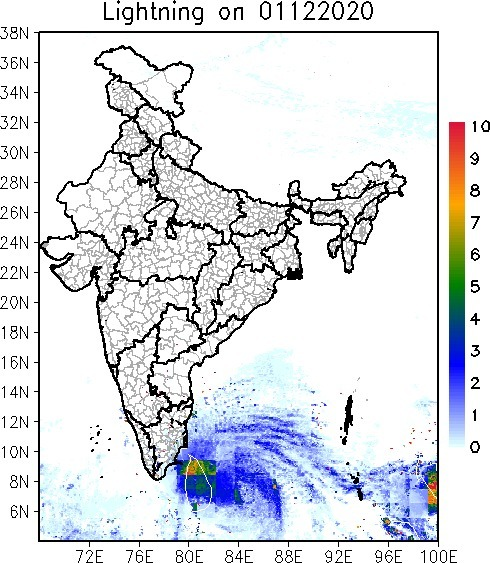 Lightning on 01122020
38N
36N
34N
32N
30N
28N
26N
24N
22N
20N
18N
16N
14N
12N
10N
8N
6N
72E 76E 80E 84E 88E 92E 96E 100E
10
9
8
7
6
5
4
3
2
1
0